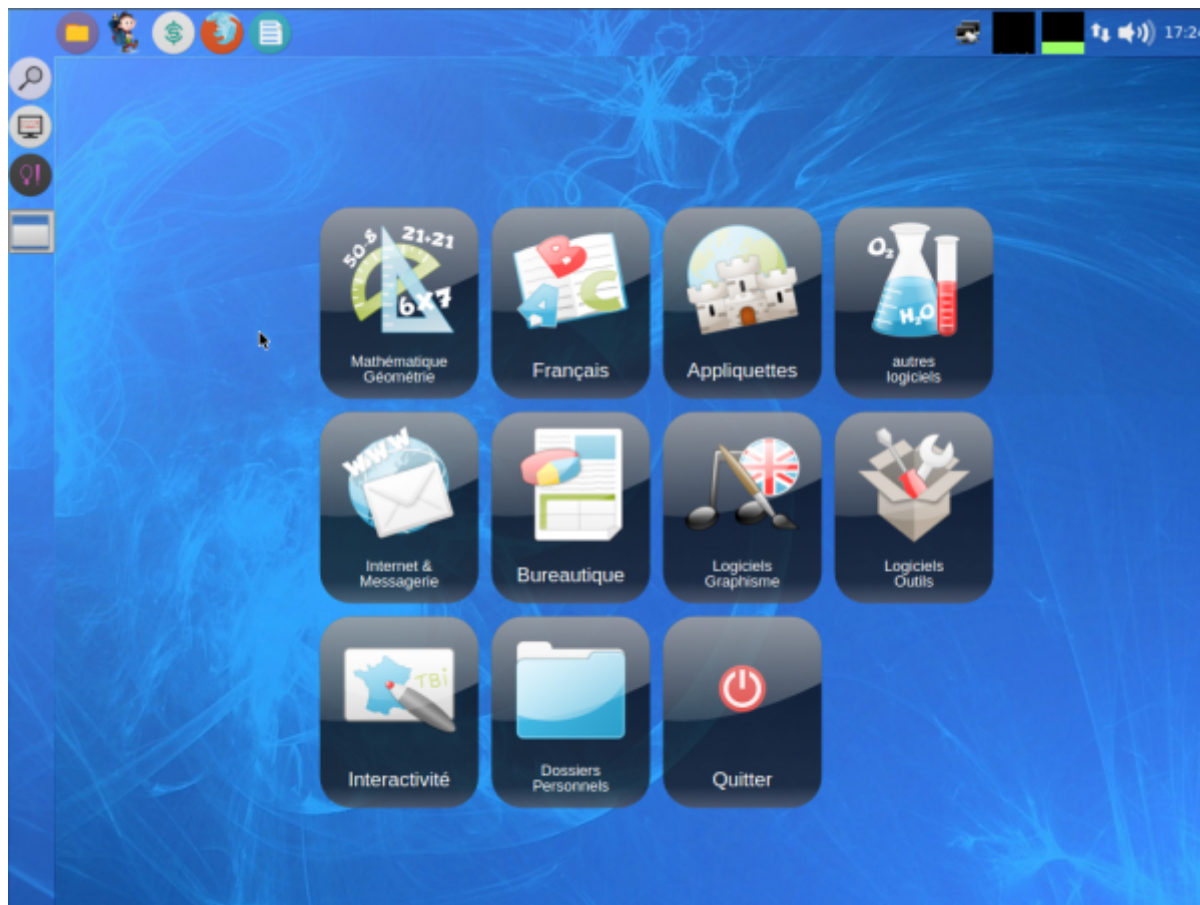 17:24
50.8
21+21
6x7
Mathématique
Géométrie
A
B
C
Français
Appliquettes
O₂
H₂O
autres
logiciels
WWW
Internet &
Messagerie
Bureautique
Logiciels
Graphisme
Logiciels
Outils
TBi
Interactivité
Dossiers
Personnels
Quitter